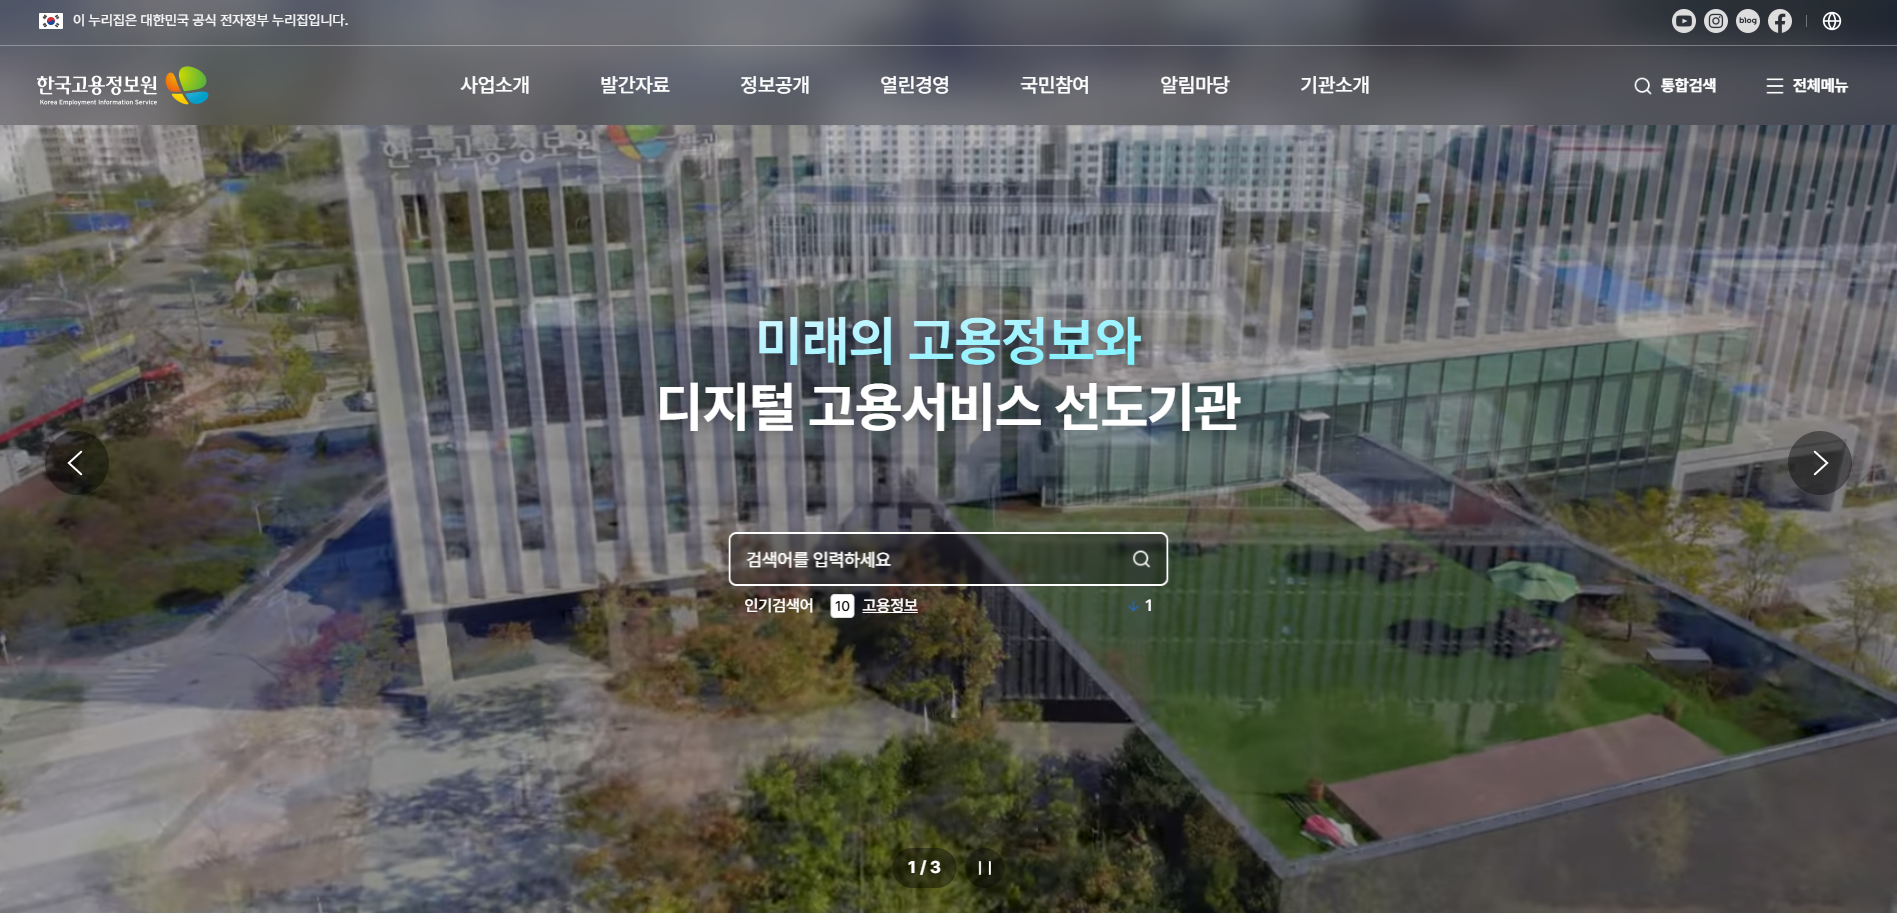 이 누리집은 대한민국 공식 전자정부 누리집입니다.
blog
한국고용정보원
Korea Employment Information Service
사업소개 발간자료 정보공개 열린경영 국민참여 알림마당 기관소개
통합검색 전체메뉴
한국고용정보원
미래의 고용정보와
디지털 고용서비스 선도기관
검색어를 입력하세요
인기검색어 10 고용정보 1
1 / 3